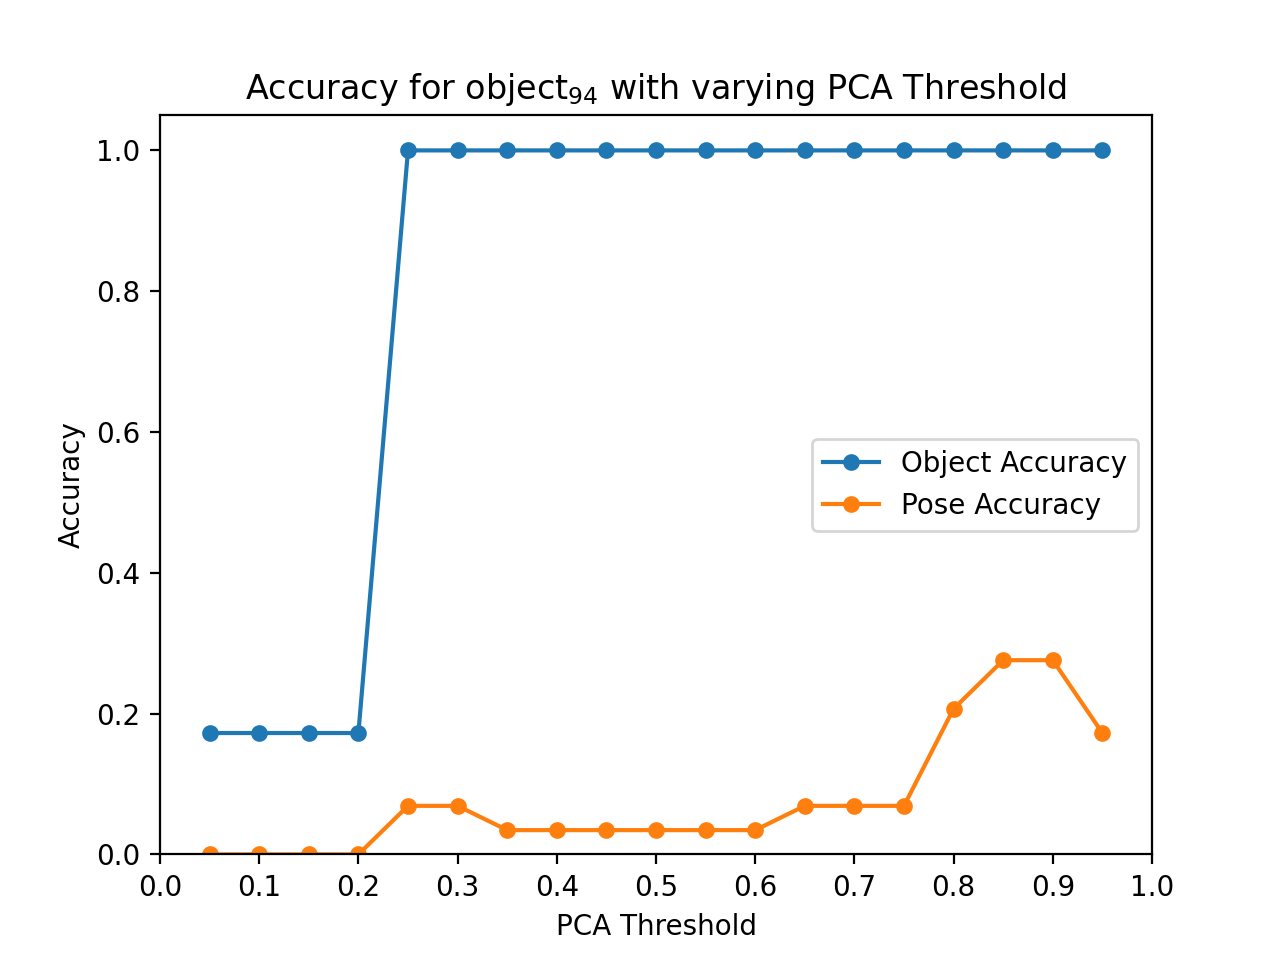 Accuracy for object₉₄ with varying PCA Threshold
1.0
0.8
0.6
0.4
0.2
0.0
Accuracy
Object Accuracy
Pose Accuracy
0.0 0.1 0.2 0.3 0.4 0.5 0.6 0.7 0.8 0.9 1.0
PCA Threshold